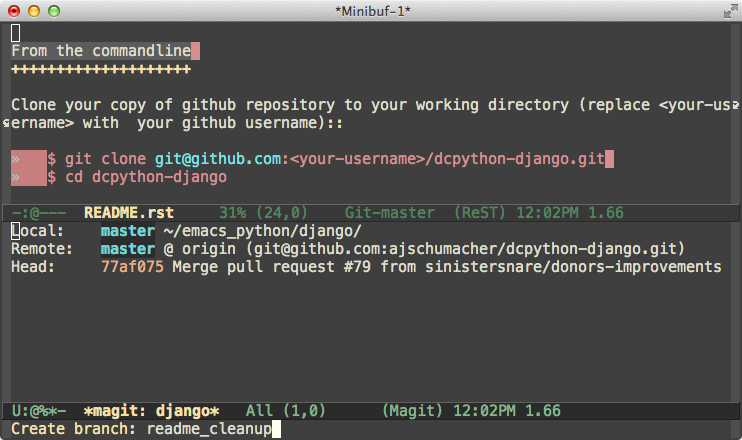 *Minibuf-1*
From the commandline
++++++++++++++++++++
Clone your copy of github repository to your working directory (replace <your-us
ername> with  your github username)::
»   $ git clone git@github.com:<your-username>/dcpython-django.git
»   $ cd dcpython-django
-:@---  README.rst     31% (24,0)    Git-master  (ReST) 12:02PM 1.66
Local:    master ~/emacs_python/django/
Remote:   master @ origin (git@github.com:ajschumacher/dcpython-django.git)
Head:     77af075 Merge pull request #79 from sinistersnare/donors-improvements
U:@%*-  *magit: django*   All (1,0)      (Magit) 12:02PM 1.66
Create branch: readme_cleanup